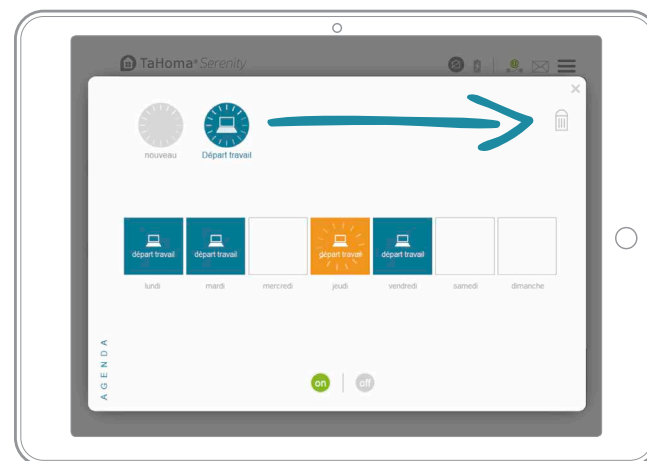 TaHoma® Serenity
nouveau
Départ travail
départ travail
départ travail
départ travail
départ travail
lundi
mardi
mercredi
jeudi
vendredi
samedi
dimanche
AGENDA
on
off